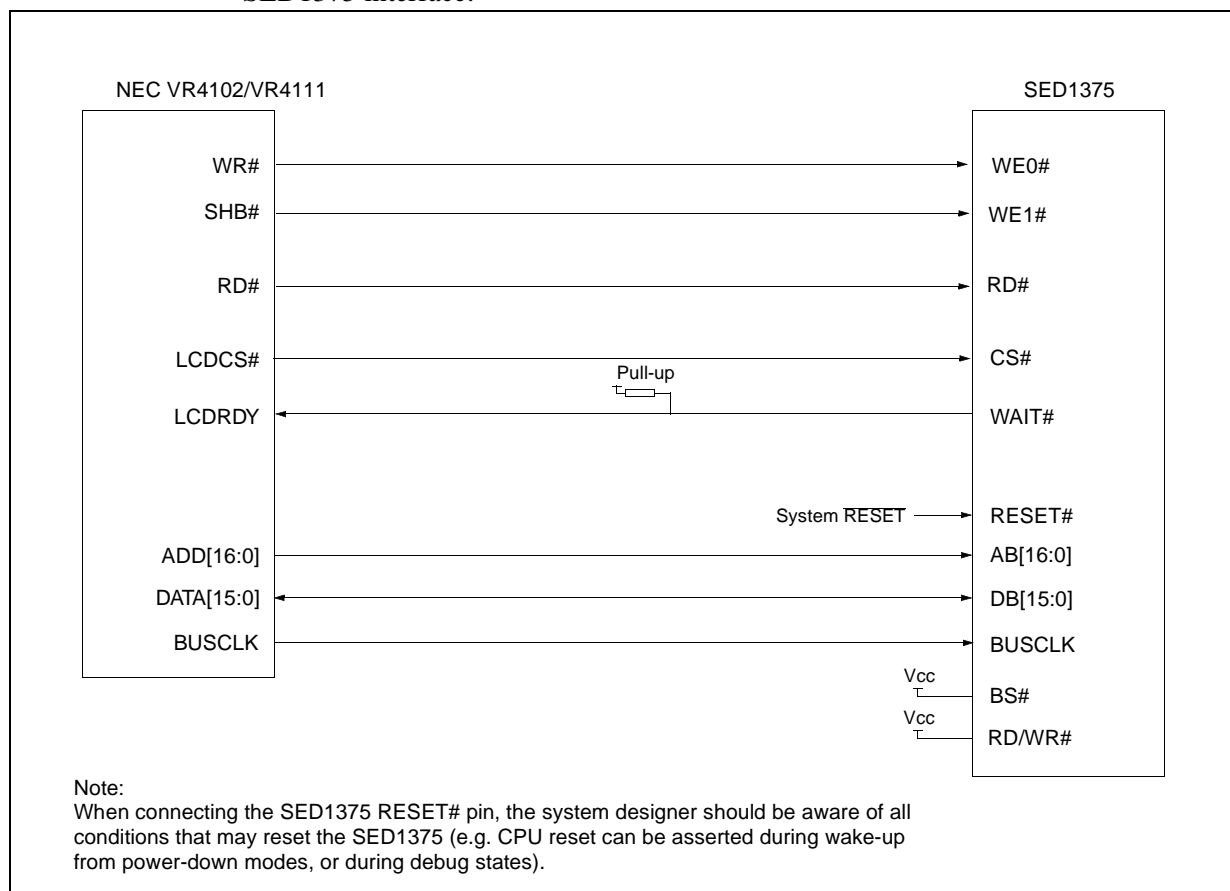 SED1375 interface.
NEC VR4102/VR4111 SED1375
WR# WE0#
SHB# WE1#
RD# RD#
LCDCS# CS#
Pull-up
LCDRDY WAIT#
System RESET RESET#
ADD[16:0] AB[16:0]
DATA[15:0] DB[15:0]
BUSCLK BUSCLK
Vcc BS#
Vcc RD/WR#
Note:
When connecting the SED1375 RESET# pin, the system designer should be aware of all
conditions that may reset the SED1375 (e.g. CPU reset can be asserted during wake-up
from power-down modes, or during debug states).